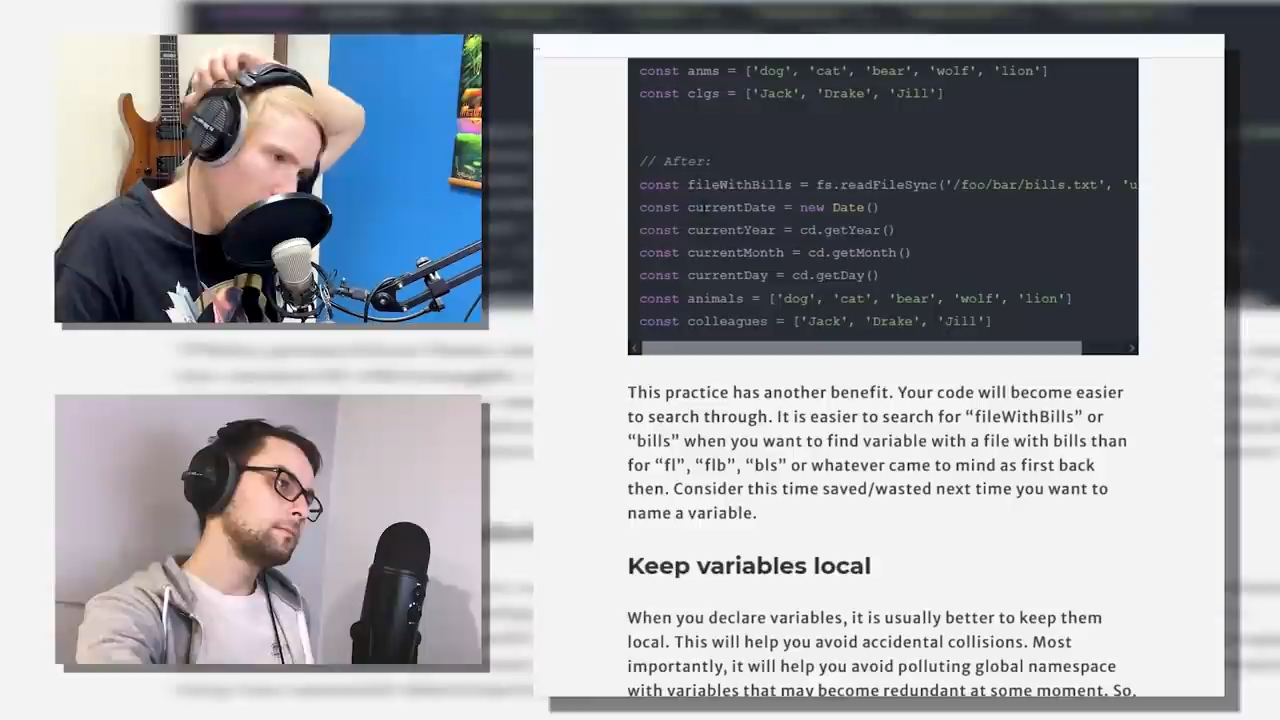 const anms = ['dog', 'cat', 'bear', 'wolf', 'lion']
const clgs = ['Jack', 'Drake', 'Jill']
// After:
const fileWithBills = fs.readFileSync('/foo/bar/bills.txt', 'u
const currentDate = new Date()
const currentYear = cd.getYear()
const currentMonth = cd.getMonth()
const currentDay = cd.getDay()
const animals = ['dog', 'cat', 'bear', 'wolf', 'lion']
const colleagues = ['Jack', 'Drake', 'Jill']
This practice has another benefit. Your code will become easier
to search through. It is easier to search for “fileWithBills” or
“bills” when you want to find variable with a file with bills than
for “fl”, “flb”, “bls” or whatever came to mind as first back
then. Consider this time saved/wasted next time you want to
name a variable.
Keep variables local
When you declare variables, it is usually better to keep them
local. This will help you avoid accidental collisions. Most
importantly, it will help you avoid polluting global namespace
with variables that may become redundant at some moment. So,